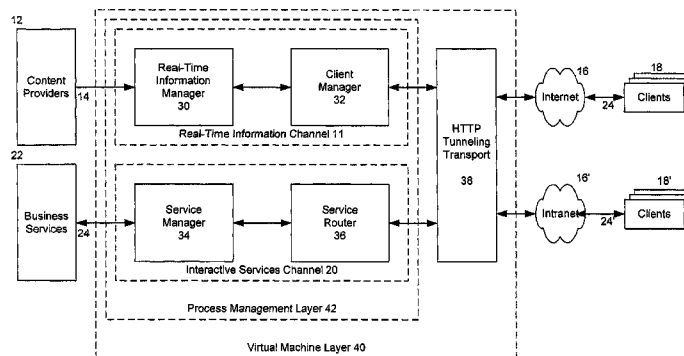 12
Content
Providers
14
Real-Time
Information
Manager
30
Client
Manager
32
Real-Time Information Channel 11
22
Business
Services
24
Service
Manager
34
Service
Router
36
Interactive Services Channel 20
Process Management Layer 42
Virtual Machine Layer 40
HTTP
Tunneling
Transport
38
16
Internet
24
18
Clients
16'
Intranet
24'
18'
Clients